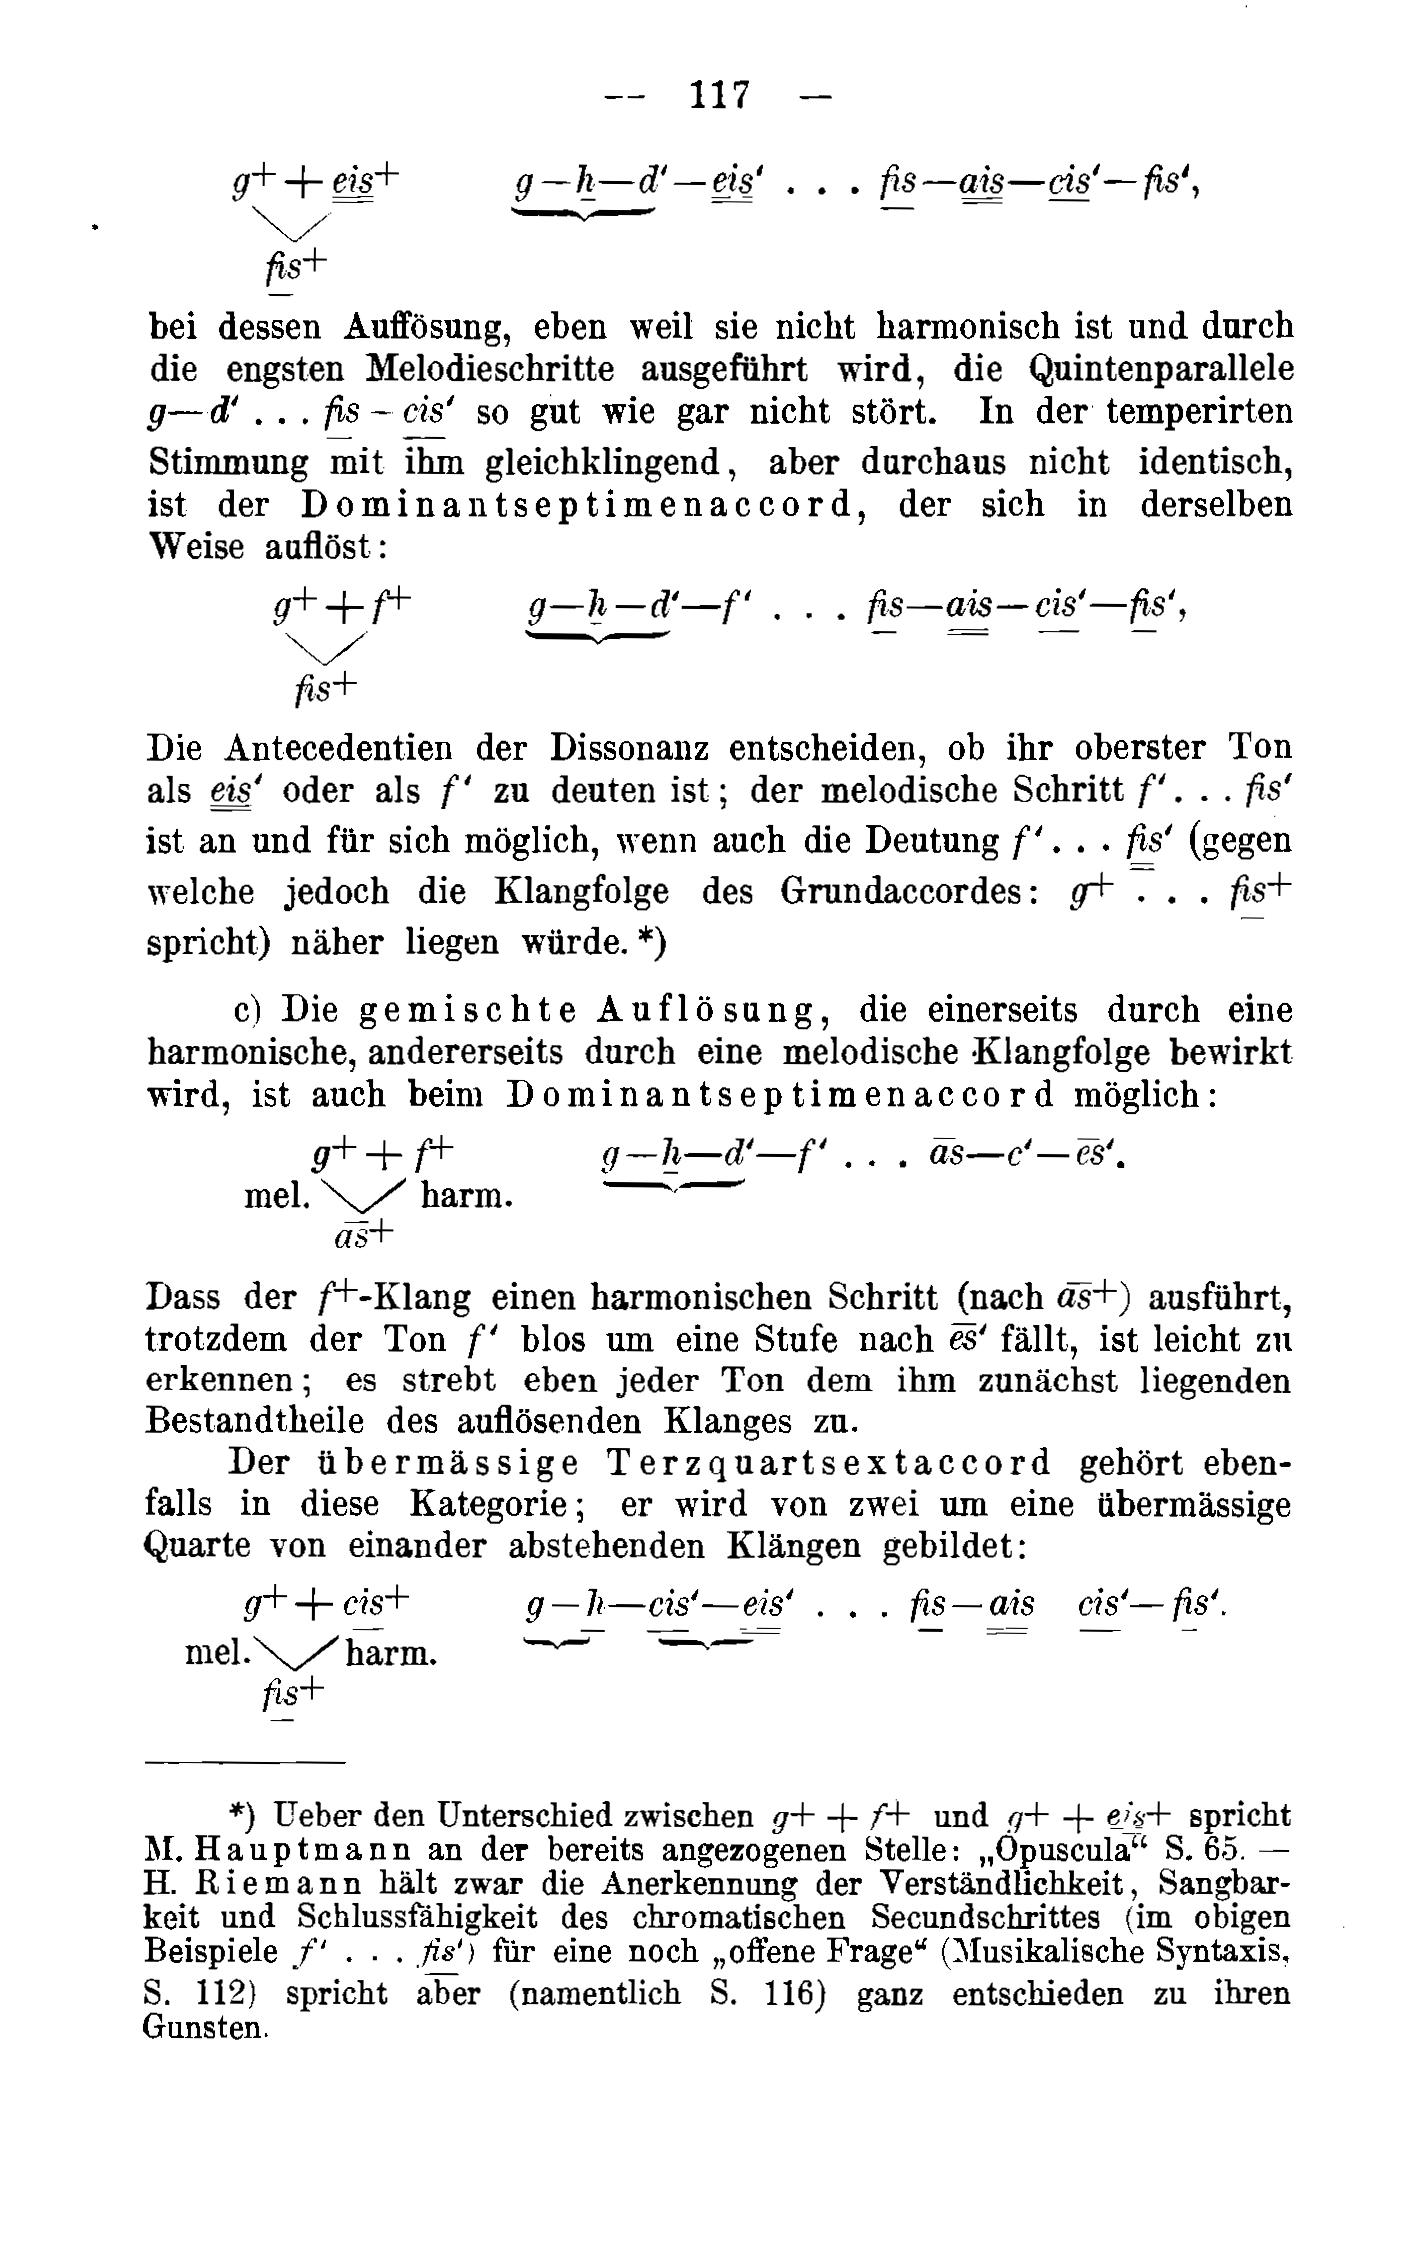 — 117 —
g+ + eis+ g—h—d′—eis′ . . . fis—ais—cis′—fis′,
fis+
bei dessen Auffösung, eben weil sie nicht harmonisch ist und durch
die engsten Melodieschritte ausgeführt wird, die Quintenparallele
g—d′ . . . fis – cis′ so gut wie gar nicht stört. In der temperirten
Stimmung mit ihm gleichklingend, aber durchaus nicht identisch,
ist der Dominantseptimenaccord, der sich in derselben
Weise auflöst:
g+ + f+ g—h—d′—f′ . . . fis—ais—cis′—fis′,
fis+
Die Antecedentien der Dissonanz entscheiden, ob ihr oberster Ton
als eis′ oder als f′ zu deuten ist; der melodische Schritt f′. . . fis′
ist an und für sich möglich, wenn auch die Deutung f′ . . . fis′ (gegen
welche jedoch die Klangfolge des Grundaccordes: g+ . . . fis+
spricht) näher liegen würde. *)
c) Die gemischte Auflösung, die einerseits durch eine
harmonische, andererseits durch eine melodische Klangfolge bewirkt
wird, ist auch beim Dominantseptimenaccord möglich:
g+ + f+ g—h—d′—f′ . . . as—c′—es′.
mel. harm.
as+
Dass der f+-Klang einen harmonischen Schritt (nach as+) ausführt,
trotzdem der Ton f′ blos um eine Stufe nach es′ fällt, ist leicht zu
erkennen; es strebt eben jeder Ton dem ihm zunächst liegenden
Bestandtheile des auflösenden Klanges zu.
Der übermässige Terzquartsextaccord gehört eben-
falls in diese Kategorie; er wird von zwei um eine übermässige
Quarte von einander abstehenden Klängen gebildet:
g+ + cis+ g—h—cis′—eis′ . . . fis—ais cis′—fis′.
mel. harm.
fis+
*) Ueber den Unterschied zwischen g+ + f+ und g+ + eis+ spricht
M. Hauptmann an der bereits angezogenen Stelle: „Opuscula“ S. 65. —
H. Riemann hält zwar die Anerkennung der Verständlichkeit, Sangbar-
keit und Schlussfähigkeit des chromatischen Secundschrittes (im obigen
Beispiele f′ . . . fis′) für eine noch „offene Frage“ (Musikalische Syntaxis,
S. 112) spricht aber (namentlich S. 116) ganz entschieden zu ihren
Gunsten.